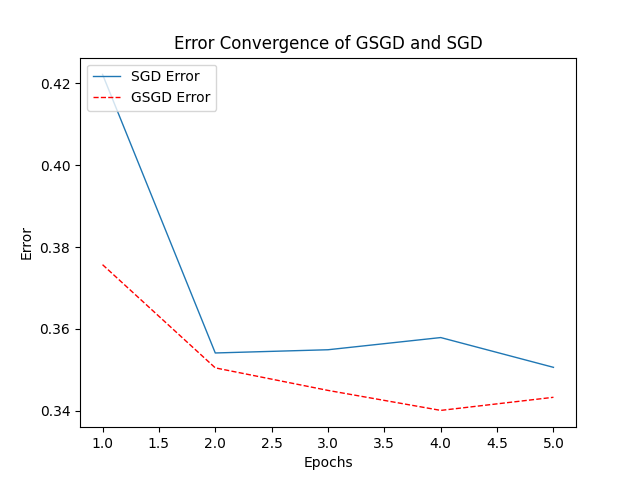 Error Convergence of GSGD and SGD
SGD Error
GSGD Error
0.42
0.40
0.38
0.36
0.34
Error
1.0 1.5 2.0 2.5 3.0 3.5 4.0 4.5 5.0
Epochs